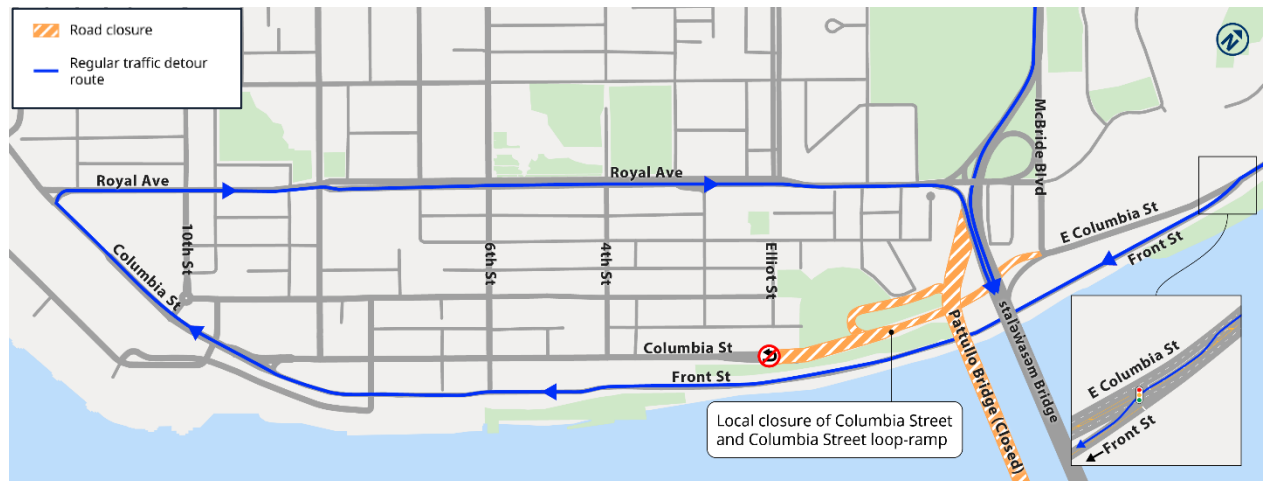 Road closure
Regular traffic detour
route
N
McBride Blvd
Royal Ave
Royal Ave
E Columbia St
Front St
10th St
6th St
4th St
Elliot St
Columbia St
Columbia St
Front St
Pattullo Bridge (Closed)
stal̓əw̓asəm Bridge
Local closure of Columbia Street
and Columbia Street loop-ramp
E Columbia St
Front St